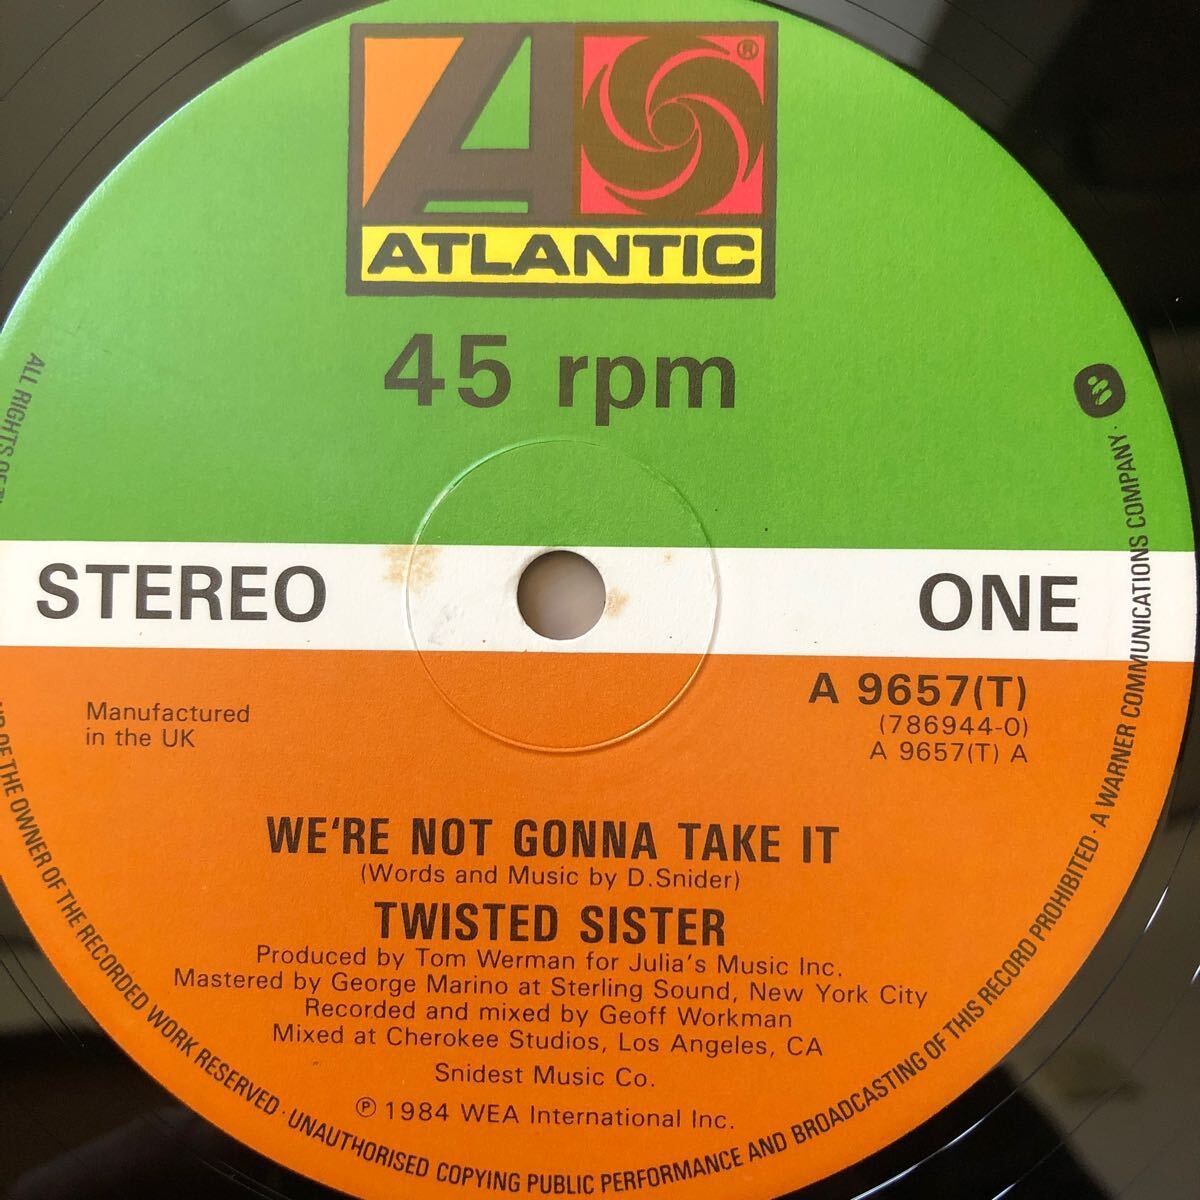 ATLANTIC
®
45 rpm
STEREO
ONE
A 9657(T)
(786944-0)
A 9657(T) A
Manufactured
in the UK
WE'RE NOT GONNA TAKE IT
(Words and Music by D.Snider)
TWISTED SISTER
Produced by Tom Werman for Julia's Music Inc.
Mastered by George Marino at Sterling Sound, New York City
Recorded and mixed by Geoff Workman
Mixed at Cherokee Studios, Los Angeles, CA
Snidest Music Co.
℗ 1984 WEA International Inc.
ALL RIGHTS OF
OF THE OWNER OF THE RECORDED WORK RESERVED · UNAUTHORISED COPYING PUBLIC PERFORMANCE AND BROADCASTING OF THIS RECORD PROHIBITED · A WARNER COMMUNICATIONS COMPANY ·